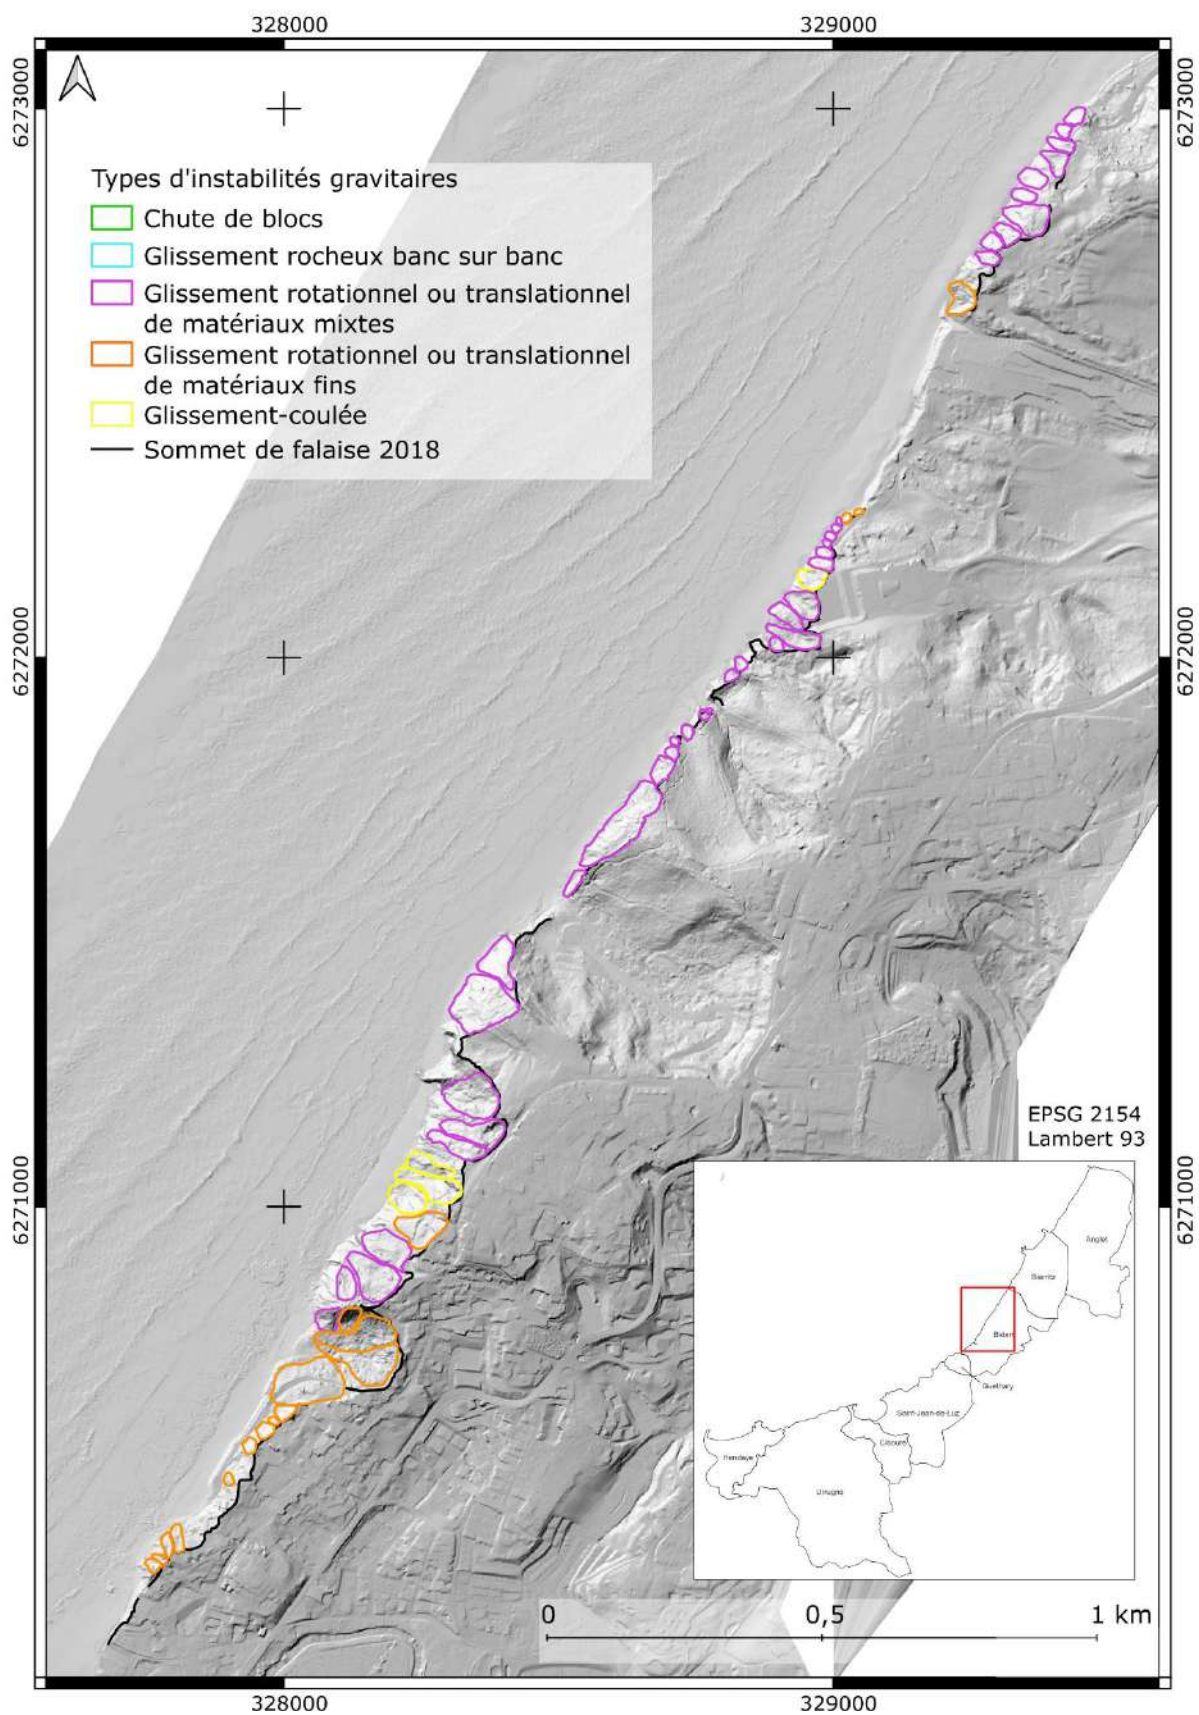 328000
329000
6273000
6273000
Types d'instabilités gravitaires
Chute de blocs
Glissement rocheux banc sur banc
Glissement rotationnel ou translationnel
de matériaux mixtes
Glissement rotationnel ou translationnel
de matériaux fins
Glissement-coulée
Sommet de falaise 2018
6272000
6272000
EPSG 2154
Lambert 93
6271000
6271000
Anglet
Biarritz
Bidart
Guéthary
Saint-Jean-de-Luz
Ciboure
Hendaye
Urrugne
0
0,5
1 km
328000
329000